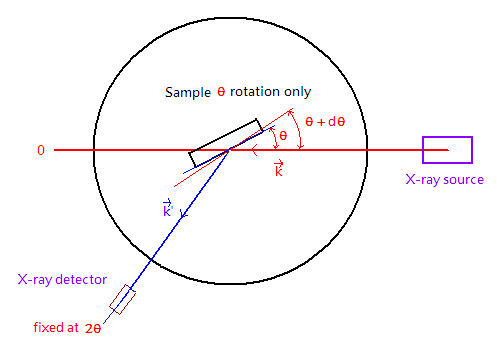 Sample θ rotation only
θ + dθ
θ
0
k
X-ray source
k'
X-ray detector
fixed at 2θ